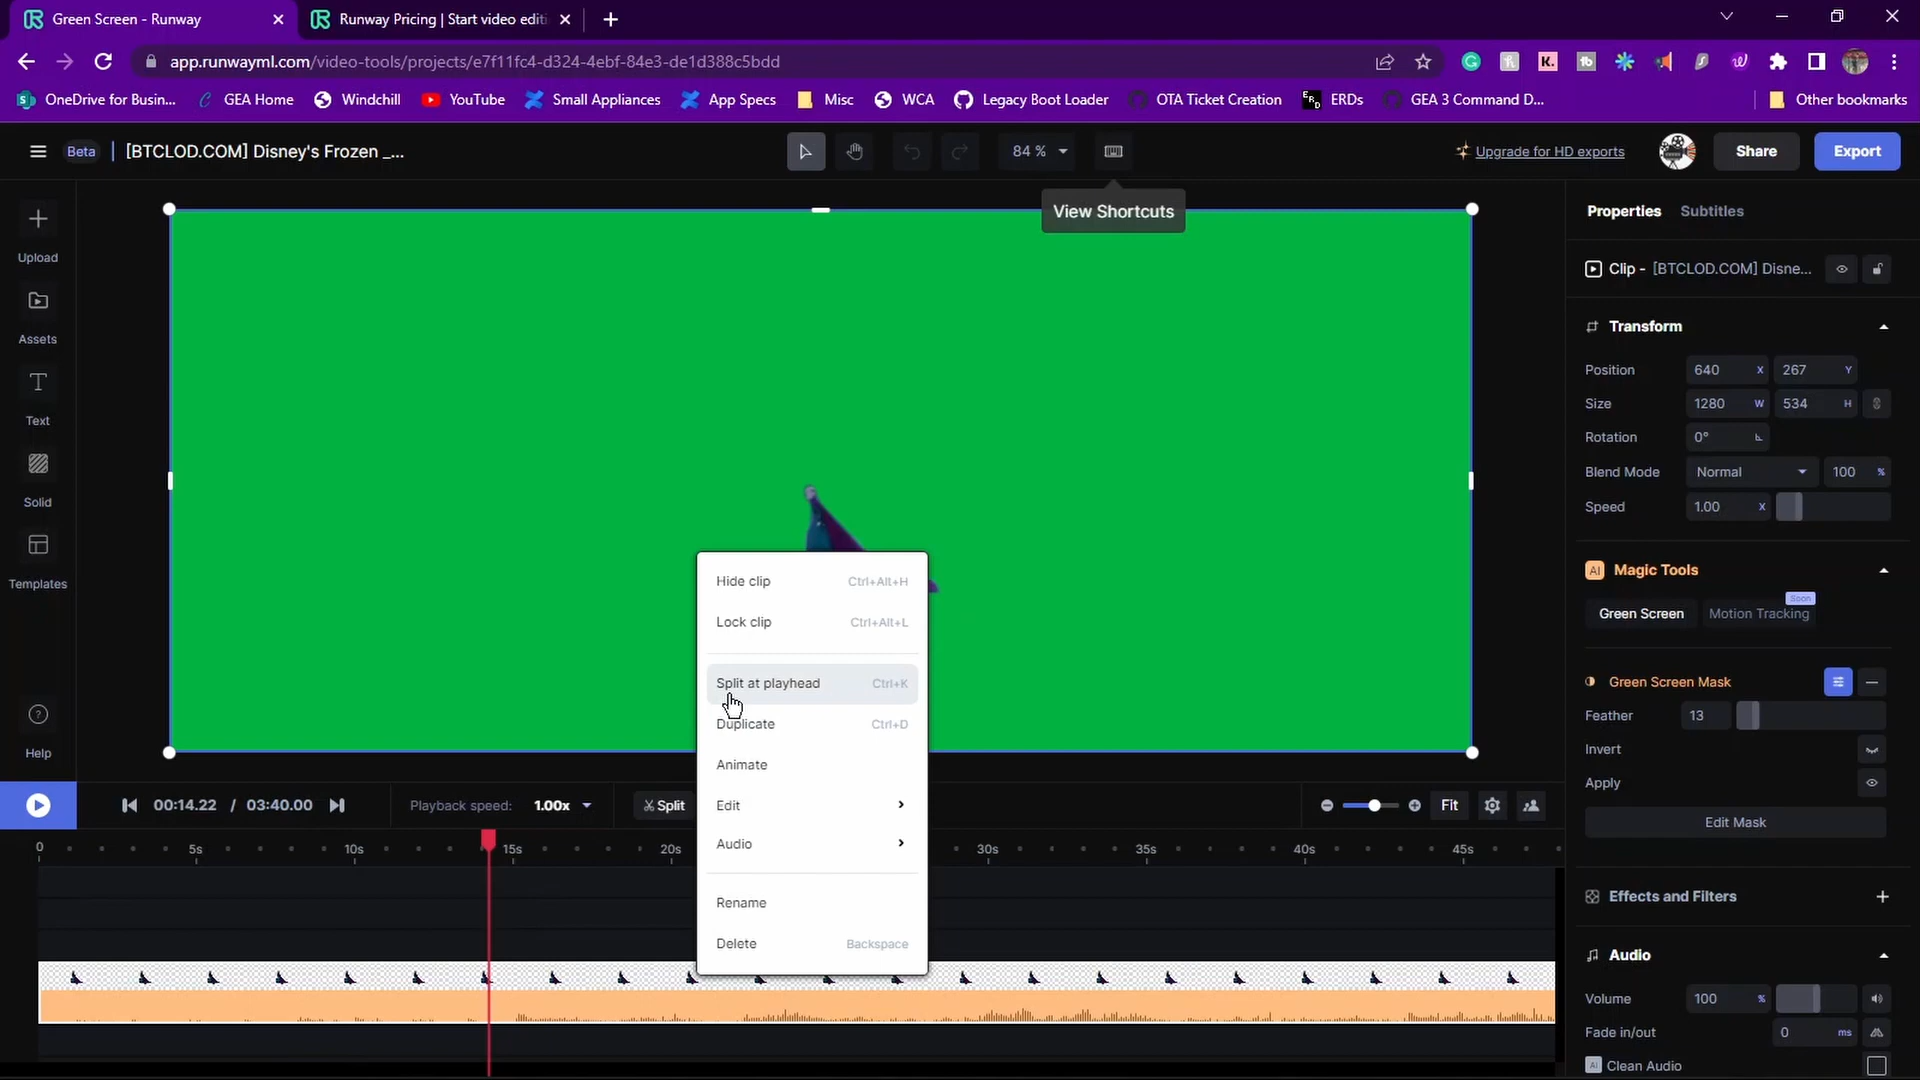 Green Screen - Runway
Runway Pricing | Start video editi
app.runwayml.com/video-tools/projects/e7f11fc4-d324-4ebf-84e3-de1d388c5bdd
OneDrive for Busin...
GEA Home
Windchill
YouTube
Small Appliances
App Specs
Misc
WCA
Legacy Boot Loader
OTA Ticket Creation
ERDs
GEA 3 Command D...
Other bookmarks
Beta
[BTCLOD.COM] Disney's Frozen _...
84 %
Upgrade for HD exports
Share
Export
View Shortcuts
Upload
Assets
Text
Solid
Templates
Help
Hide clip Ctrl+Alt+H
Lock clip Ctrl+Alt+L
Split at playhead Ctrl+K
Duplicate Ctrl+D
Animate
Edit
Audio
Rename
Delete Backspace
Properties Subtitles
Clip - [BTCLOD.COM] Disne...
Transform
Position 640 X 267 Y
Size 1280 W 534 H
Rotation 0°
Blend Mode Normal 100 %
Speed 1.00 X
AI Magic Tools
Soon
Green Screen Motion Tracking
Green Screen Mask
Feather 13
Invert
Apply
Edit Mask
Effects and Filters
Audio
Volume 100 %
Fade in/out 0 ms
AI Clean Audio
00:14.22 / 03:40.00
Playback speed: 1.00x
Split
Fit
0 5s 10s 15s 20s 30s 35s 40s 45s